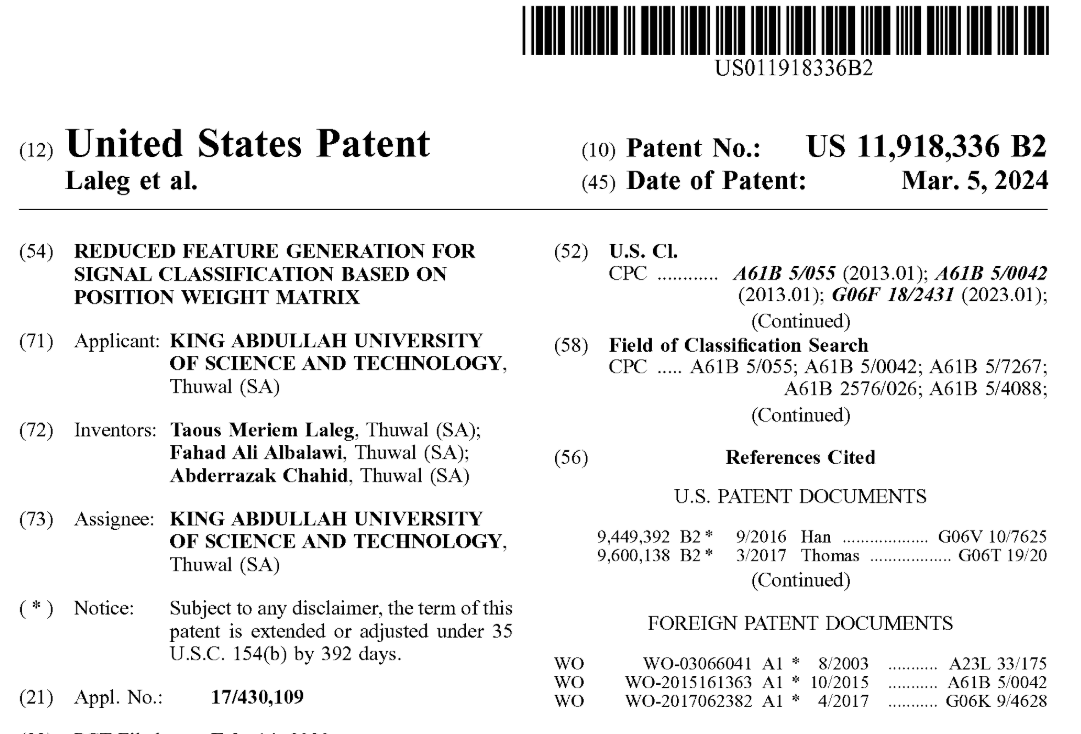 US011918336B2
(12) United States Patent
Laleg et al.
(10) Patent No.: US 11,918,336 B2
(45) Date of Patent: Mar. 5, 2024
(54) REDUCED FEATURE GENERATION FOR
SIGNAL CLASSIFICATION BASED ON
POSITION WEIGHT MATRIX
(71) Applicant: KING ABDULLAH UNIVERSITY
OF SCIENCE AND TECHNOLOGY,
Thuwal (SA)
(72) Inventors: Taous Meriem Laleg, Thuwal (SA);
Fahad Ali Albalawi, Thuwal (SA);
Abderrazak Chahid, Thuwal (SA)
(73) Assignee: KING ABDULLAH UNIVERSITY
OF SCIENCE AND TECHNOLOGY,
Thuwal (SA)
( * ) Notice: Subject to any disclaimer, the term of this
patent is extended or adjusted under 35
U.S.C. 154(b) by 392 days.
(21) Appl. No.: 17/430,109
(52) U.S. Cl.
CPC ............ A61B 5/055 (2013.01); A61B 5/0042
(2013.01); G06F 18/2431 (2023.01);
(Continued)
(58) Field of Classification Search
CPC ..... A61B 5/055; A61B 5/0042; A61B 5/7267;
A61B 2576/026; A61B 5/4088;
(Continued)
(56) References Cited
U.S. PATENT DOCUMENTS
9,449,392 B2 * 9/2016 Han ................... G06V 10/7625
9,600,138 B2 * 3/2017 Thomas .................. G06T 19/20
(Continued)
FOREIGN PATENT DOCUMENTS
WO WO-03066041 A1 * 8/2003 ........... A23L 33/175
WO WO-2015161363 A1 * 10/2015 ........... A61B 5/0042
WO WO-2017062382 A1 * 4/2017 ........... G06K 9/4628